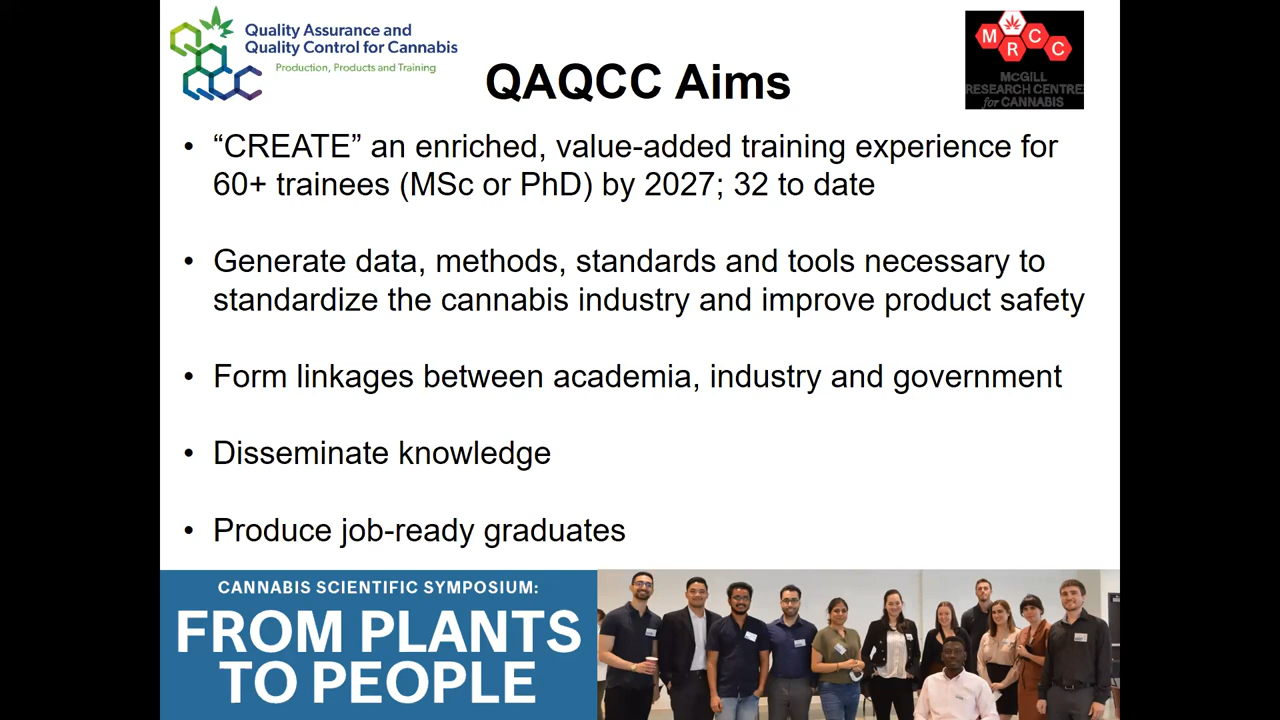 Quality Assurance and
Quality Control for Cannabis
Production, Products and Training
QAQCC
M R C C
McGILL
RESEARCH CENTRE
for CANNABIS
QAQCC Aims
• “CREATE” an enriched, value-added training experience for
60+ trainees (MSc or PhD) by 2027; 32 to date
• Generate data, methods, standards and tools necessary to
standardize the cannabis industry and improve product safety
• Form linkages between academia, industry and government
• Disseminate knowledge
• Produce job-ready graduates
CANNABIS SCIENTIFIC SYMPOSIUM:
FROM PLANTS
TO PEOPLE